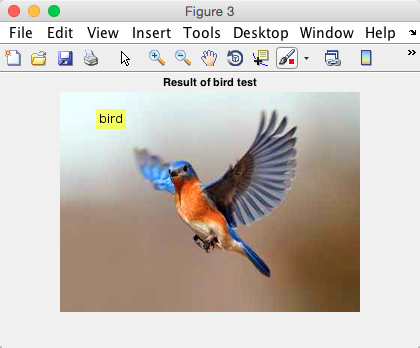 Figure 3
File Edit View Insert Tools Desktop Window Help
Result of bird test
bird